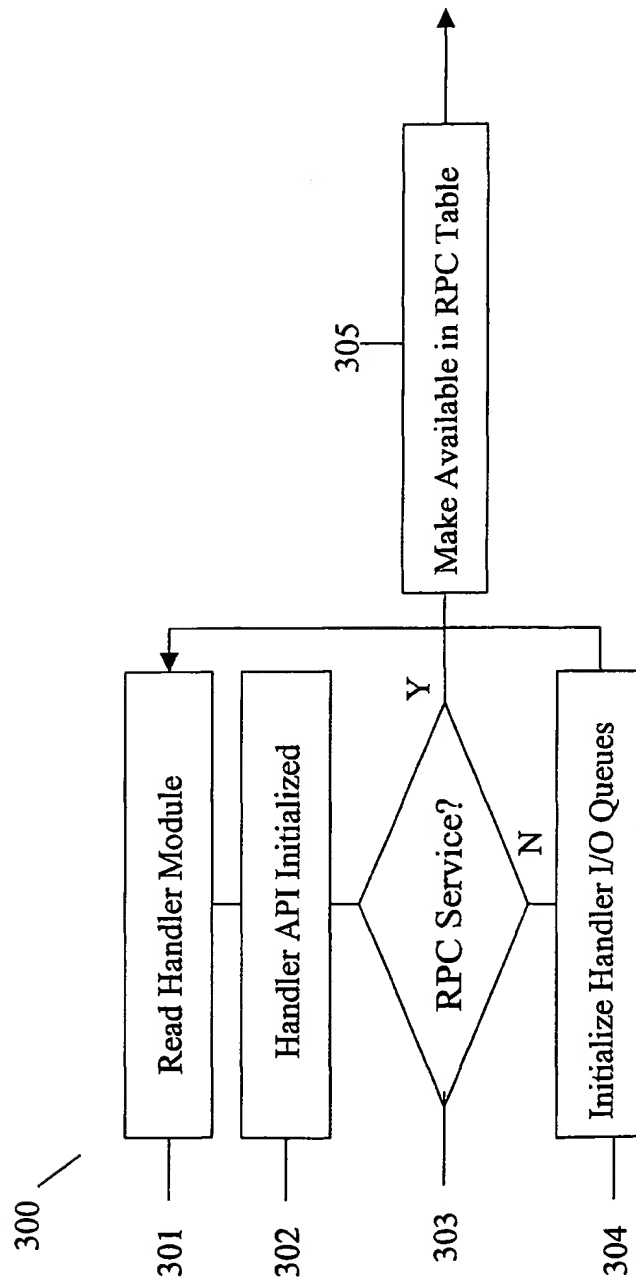 300
301
Read Handler Module
302
Handler API Initialized
303
RPC Service?
Y
N
304
Initialize Handler I/O Queues
305
Make Available in RPC Table